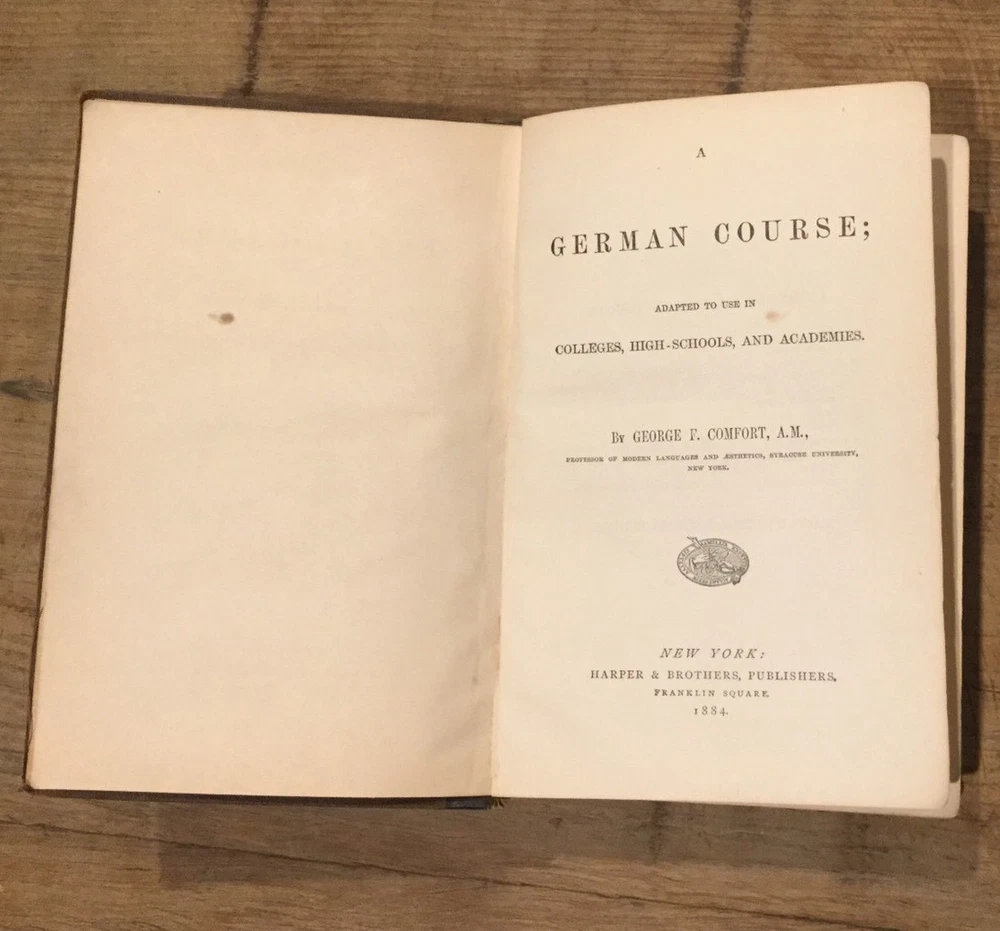 A
GERMAN COURSE;
ADAPTED TO USE IN
COLLEGES, HIGH-SCHOOLS, AND ACADEMIES.
BY GEORGE F. COMFORT, A.M.,
PROFESSOR OF MODERN LANGUAGES AND ÆSTHETICS, SYRACUSE UNIVERSITY,
NEW YORK.
NEW YORK:
HARPER & BROTHERS, PUBLISHERS,
FRANKLIN SQUARE.
1884.